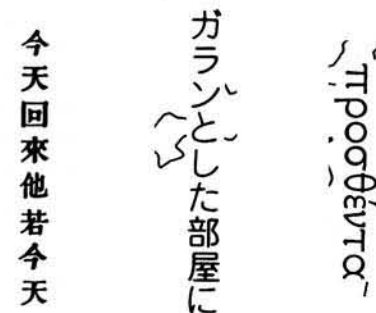 今天回來他若今天
ガランとした部屋に
προσθέντα